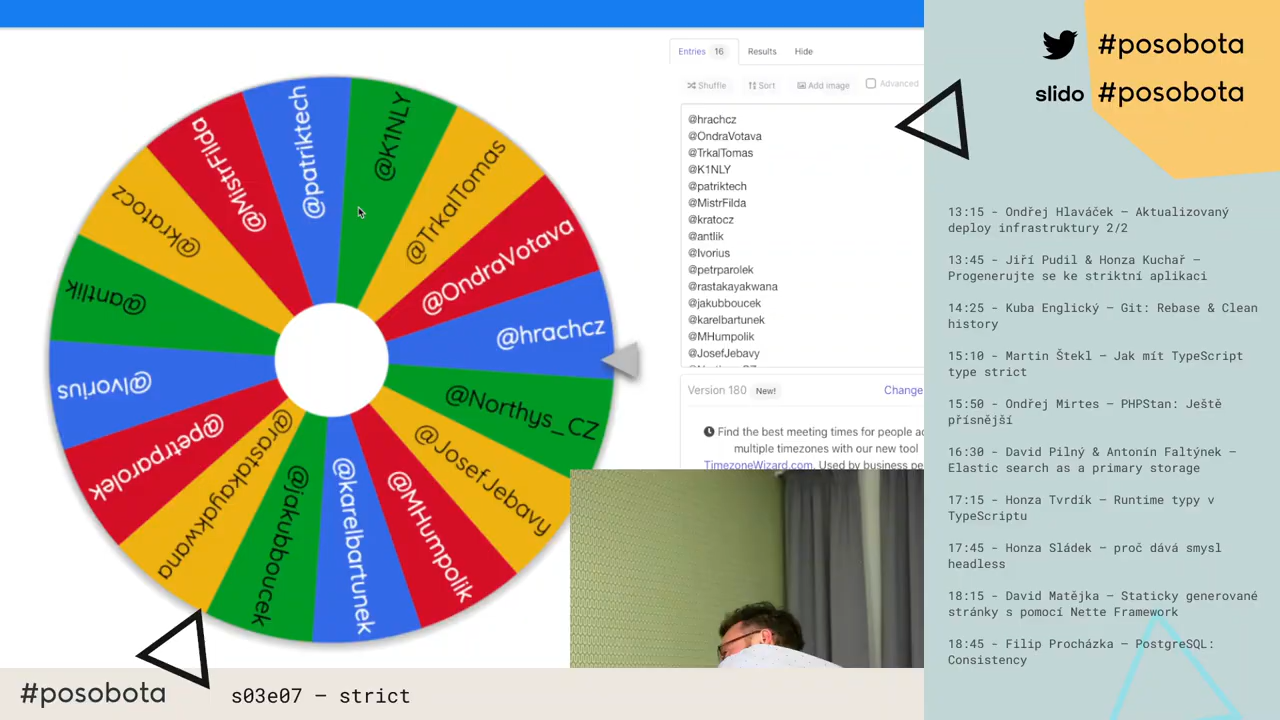 Entries 16 Results Hide
Shuffle Sort Add image Advanced
@hrachcz
@OndraVotava
@TrkalTomas
@K1NLY
@patriktech
@MistrFilda
@kratocz
@antlik
@Ivorius
@petrparolek
@rastakayakwana
@jakubboucek
@karelbartunek
@MHumpolik
@JosefJebavy
Version 180 New! Change
Find the best meeting times for people ac
multiple timezones with our new tool
TimezoneWizard.com. Used by business pe
@patriktech
@K1NLY
@TrkalTomas
@OndraVotava
@hrachcz
@Northys_CZ
@JosefJebavy
@MHumpolik
@karelbartunek
@jakubboucek
@rastakayakwana
@petrparolek
@Ivorius
@antlik
@kratocz
@MistrFilda
#posobota
slido #posobota
13:15 - Ondřej Hlaváček – Aktualizovaný
deploy infrastruktury 2/2
13:45 - Jiří Pudil & Honza Kuchař –
Progenerujte se ke striktní aplikaci
14:25 - Kuba Englický – Git: Rebase & Clean
history
15:10 - Martin Štekl – Jak mít TypeScript
type strict
15:50 - Ondřej Mirtes – PHPStan: Ještě
přísnější
16:30 - David Pilný & Antonín Faltýnek –
Elastic search as a primary storage
17:15 - Honza Tvrdík – Runtime typy v
TypeScriptu
17:45 - Honza Sládek – proč dává smysl
headless
18:15 - David Matějka – Staticky generované
stránky s pomocí Nette Framework
18:45 - Filip Procházka – PostgreSQL:
Consistency
#posobota s03e07 – strict